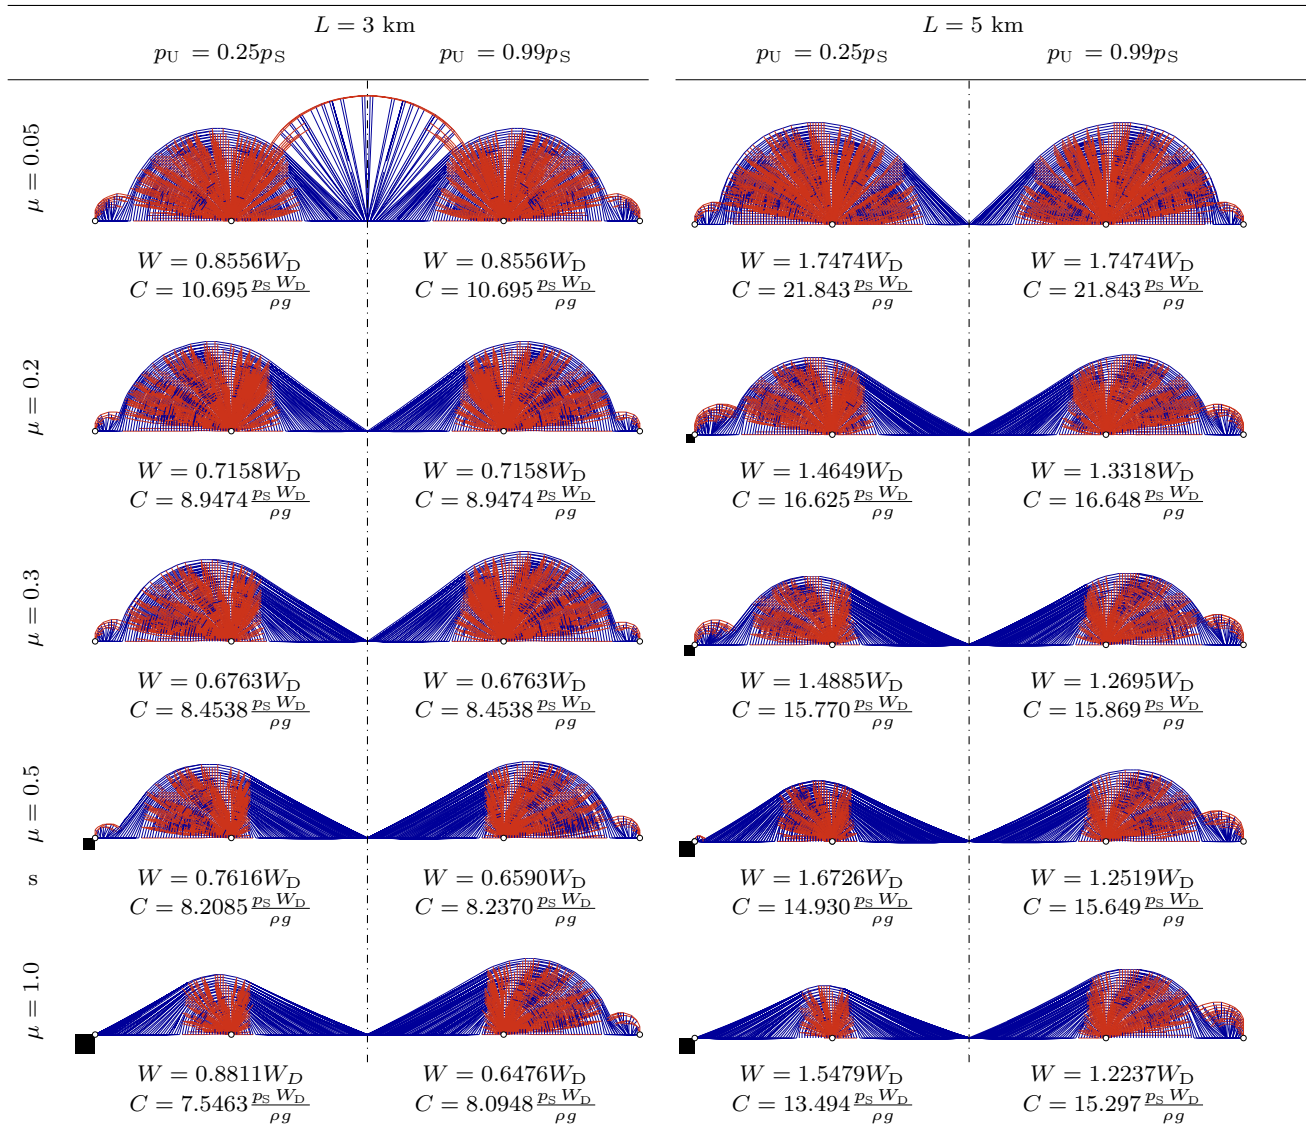 L = 3 km L = 5 km
p_U = 0.25p_S p_U = 0.99p_S p_U = 0.25p_S p_U = 0.99p_S
μ = 0.05
W = 0.8556W_D W = 0.8556W_D W = 1.7474W_D W = 1.7474W_D
C = 10.695 p_S W_D/ρg C = 10.695 p_S W_D/ρg C = 21.843 p_S W_D/ρg C = 21.843 p_S W_D/ρg
μ = 0.2
W = 0.7158W_D W = 0.7158W_D W = 1.4649W_D W = 1.3318W_D
C = 8.9474 p_S W_D/ρg C = 8.9474 p_S W_D/ρg C = 16.625 p_S W_D/ρg C = 16.648 p_S W_D/ρg
μ = 0.3
W = 0.6763W_D W = 0.6763W_D W = 1.4885W_D W = 1.2695W_D
C = 8.4538 p_S W_D/ρg C = 8.4538 p_S W_D/ρg C = 15.770 p_S W_D/ρg C = 15.869 p_S W_D/ρg
μ = 0.5
s
W = 0.7616W_D W = 0.6590W_D W = 1.6726W_D W = 1.2519W_D
C = 8.2085 p_S W_D/ρg C = 8.2370 p_S W_D/ρg C = 14.930 p_S W_D/ρg C = 15.649 p_S W_D/ρg
μ = 1.0
W = 0.8811W_D W = 0.6476W_D W = 1.5479W_D W = 1.2237W_D
C = 7.5463 p_S W_D/ρg C = 8.0948 p_S W_D/ρg C = 13.494 p_S W_D/ρg C = 15.297 p_S W_D/ρg